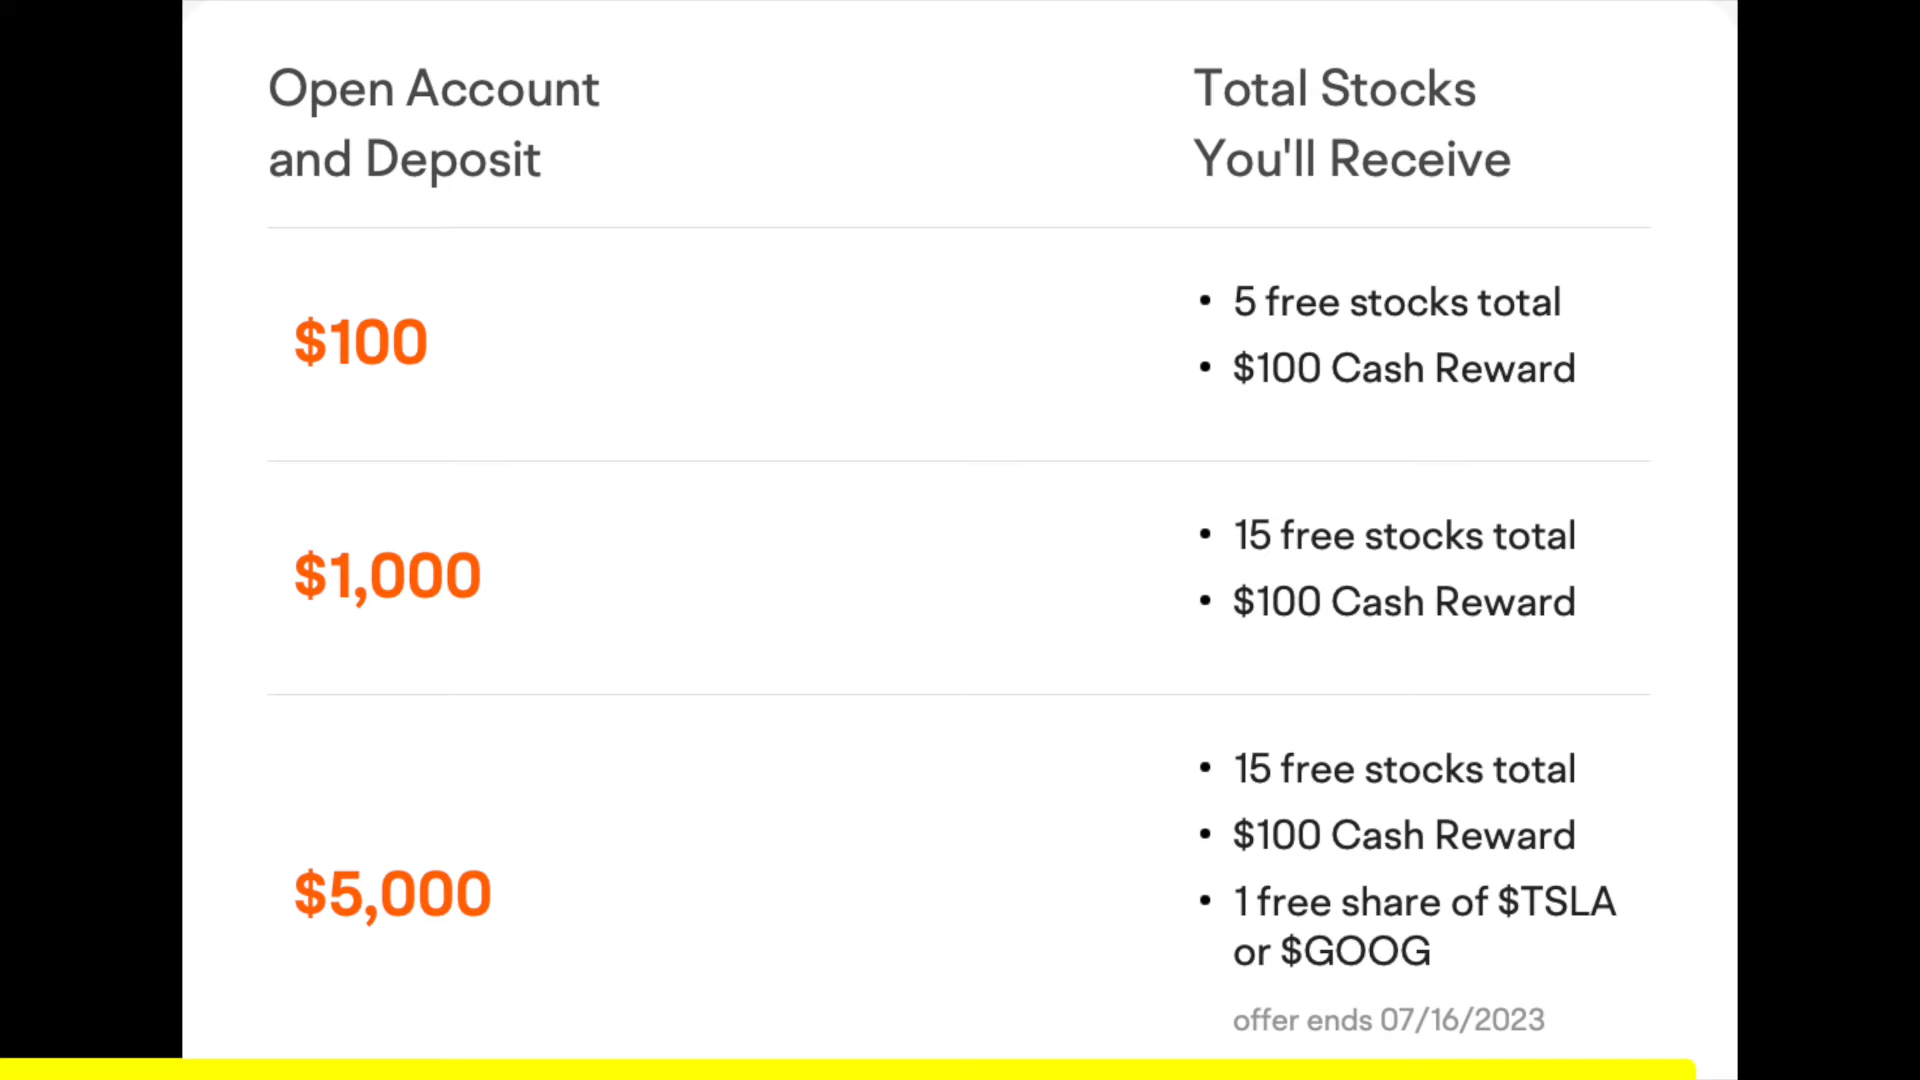 Open Account
and Deposit
Total Stocks
You'll Receive
$100
• 5 free stocks total
• $100 Cash Reward
$1,000
• 15 free stocks total
• $100 Cash Reward
$5,000
• 15 free stocks total
• $100 Cash Reward
• 1 free share of $TSLA
or $GOOG
offer ends 07/16/2023